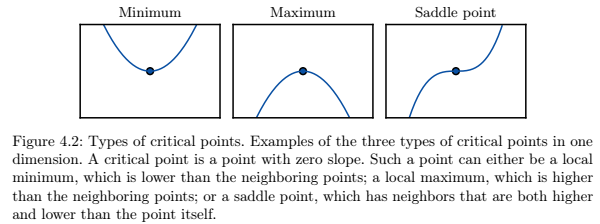 Minimum Maximum Saddle point
Figure 4.2: Types of critical points. Examples of the three types of critical points in one
dimension. A critical point is a point with zero slope. Such a point can either be a local
minimum, which is lower than the neighboring points; a local maximum, which is higher
than the neighboring points; or a saddle point, which has neighbors that are both higher
and lower than the point itself.